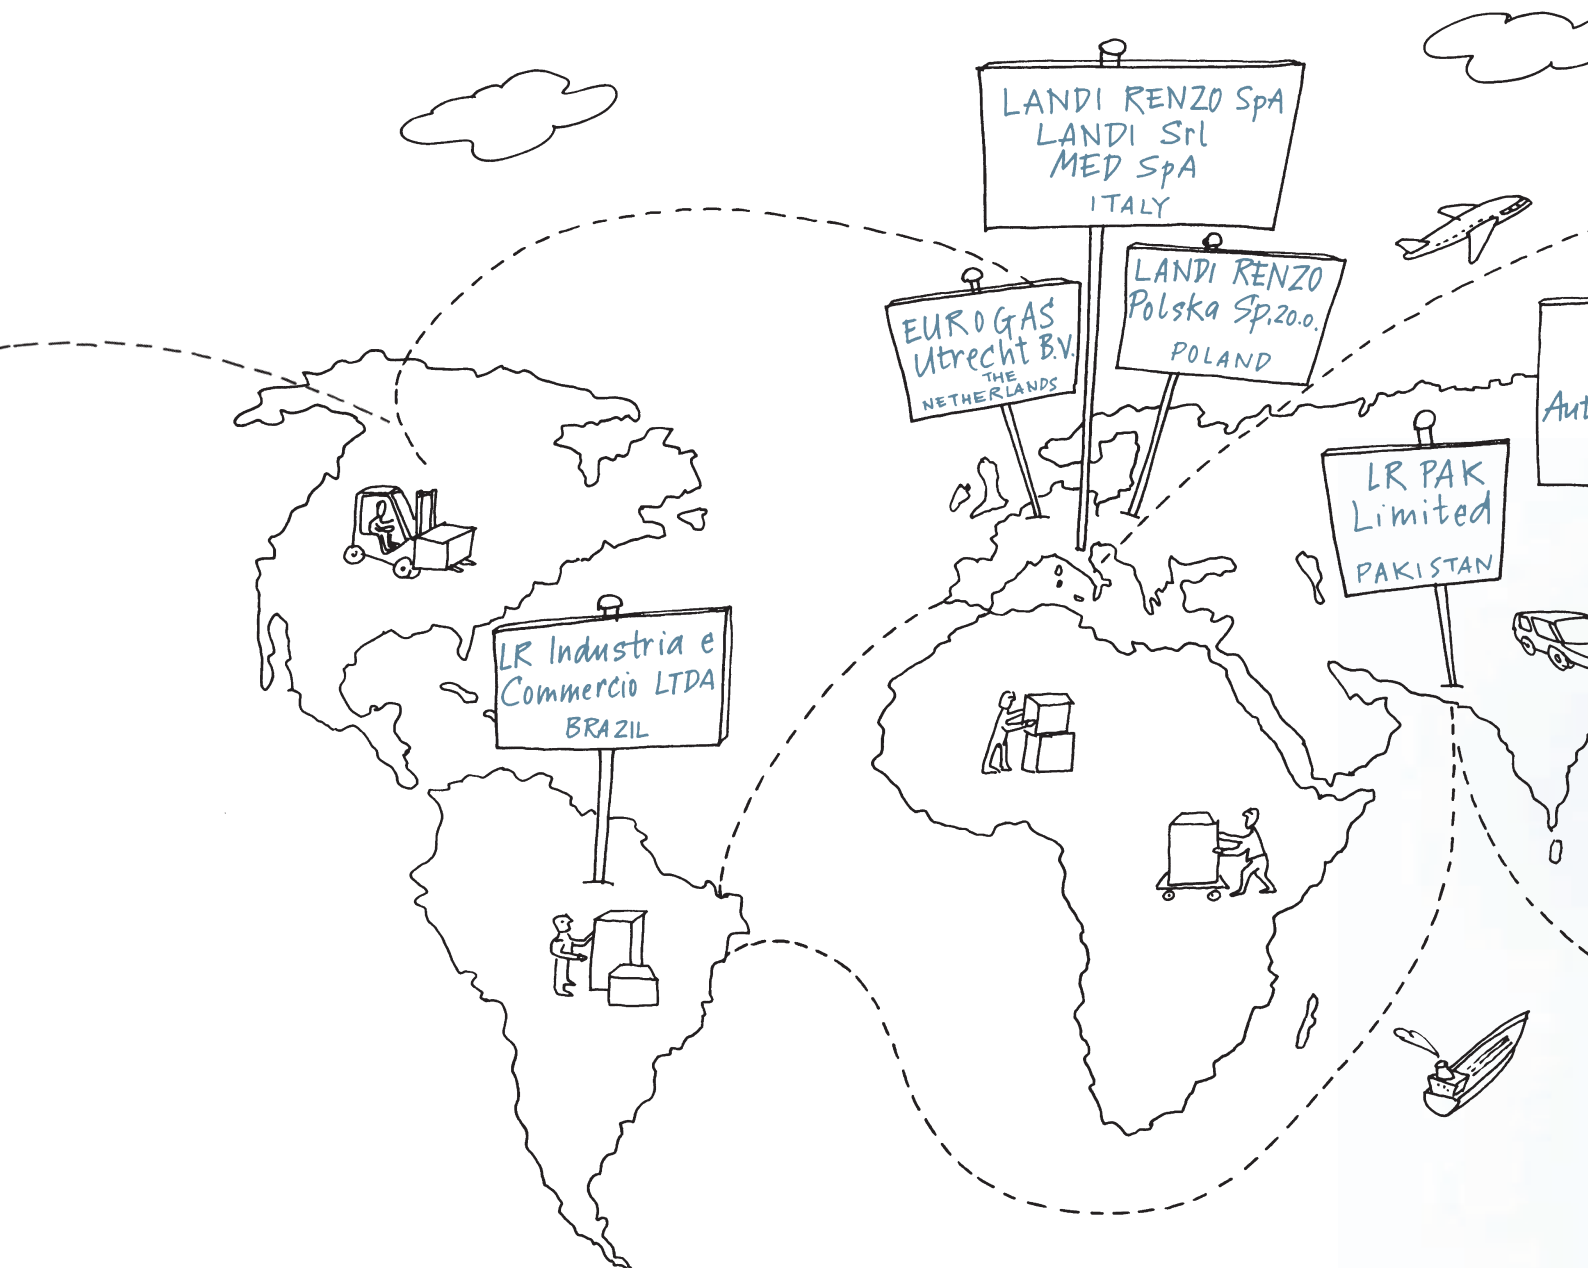 LANDI RENZO SpA
LANDI Srl
MED SpA
ITALY
EUROGAS
Utrecht B.V.
THE
NETHERLANDS
LANDI RENZO
Polska Sp.zo.o.
POLAND
LR PAK
Limited
PAKISTAN
Aut
LR Industria e
Commercio LTDA
BRAZIL